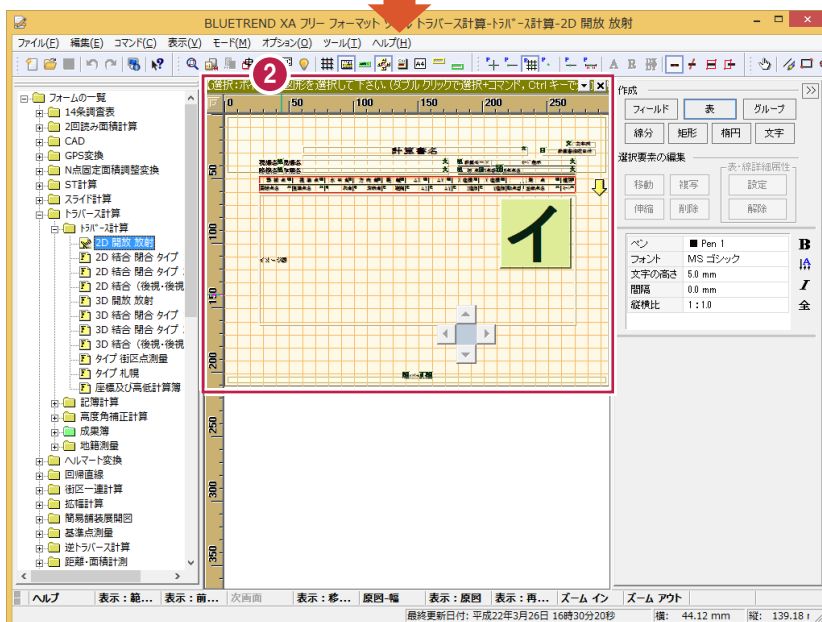 BLUETREND XA フリー フォーマット
トラバース計算-トラバース計算-2D 開放 放射
ファイル(F) 編集(E) コマンド(C) 表示(V) モード(M) オプション(O) ツール(T) ヘルプ(H)
2
フォームの一覧
14条調査表
2回読み面積計算
CAD
GPS変換
N点固定面積調整変換
ST計算
スライド計算
トラバース計算
トラバース計算
2D 開放 放射
2D 結合 閉合 タイプ
2D 結合 閉合 タイプ
2D 結合（後視・後視
3D 開放 放射
3D 結合 閉合 タイプ
3D 結合 閉合 タイプ
3D 結合（後視・後視
タイプ 街区点測量
タイプ 札幌
座標及び高低計算簿
記簿計算
高度角補正計算
成果簿
地籍測量
ヘルマート変換
回帰直線
街区一連計算
拡幅計算
簡易舗装展開図
基準点測量
逆トラバース計算
距離・面積計測
0 50 100 150 200 250
50
100
150
200
250
300
350
計算書名
イメージ図
イ
作成
フィールド 表 グループ
線分 矩形 楕円 文字
選択要素の編集
移動 複写
伸縮 削除
表・線詳細属性
設定
解除
ペン Pen 1
フォント MS ゴシック
文字の高さ 5.0 mm
間隔 0.0 mm
縦横比 1：1.0
B
A
I
全
ヘルプ 表示：範... 表示：前... 次画面 表示：移... 原図-幅 表示：原図 表示：再... ズーム イン ズーム アウト
最終更新日付：平成22年3月26日 16時30分20秒 横： 44.12 mm 縦： 139.18